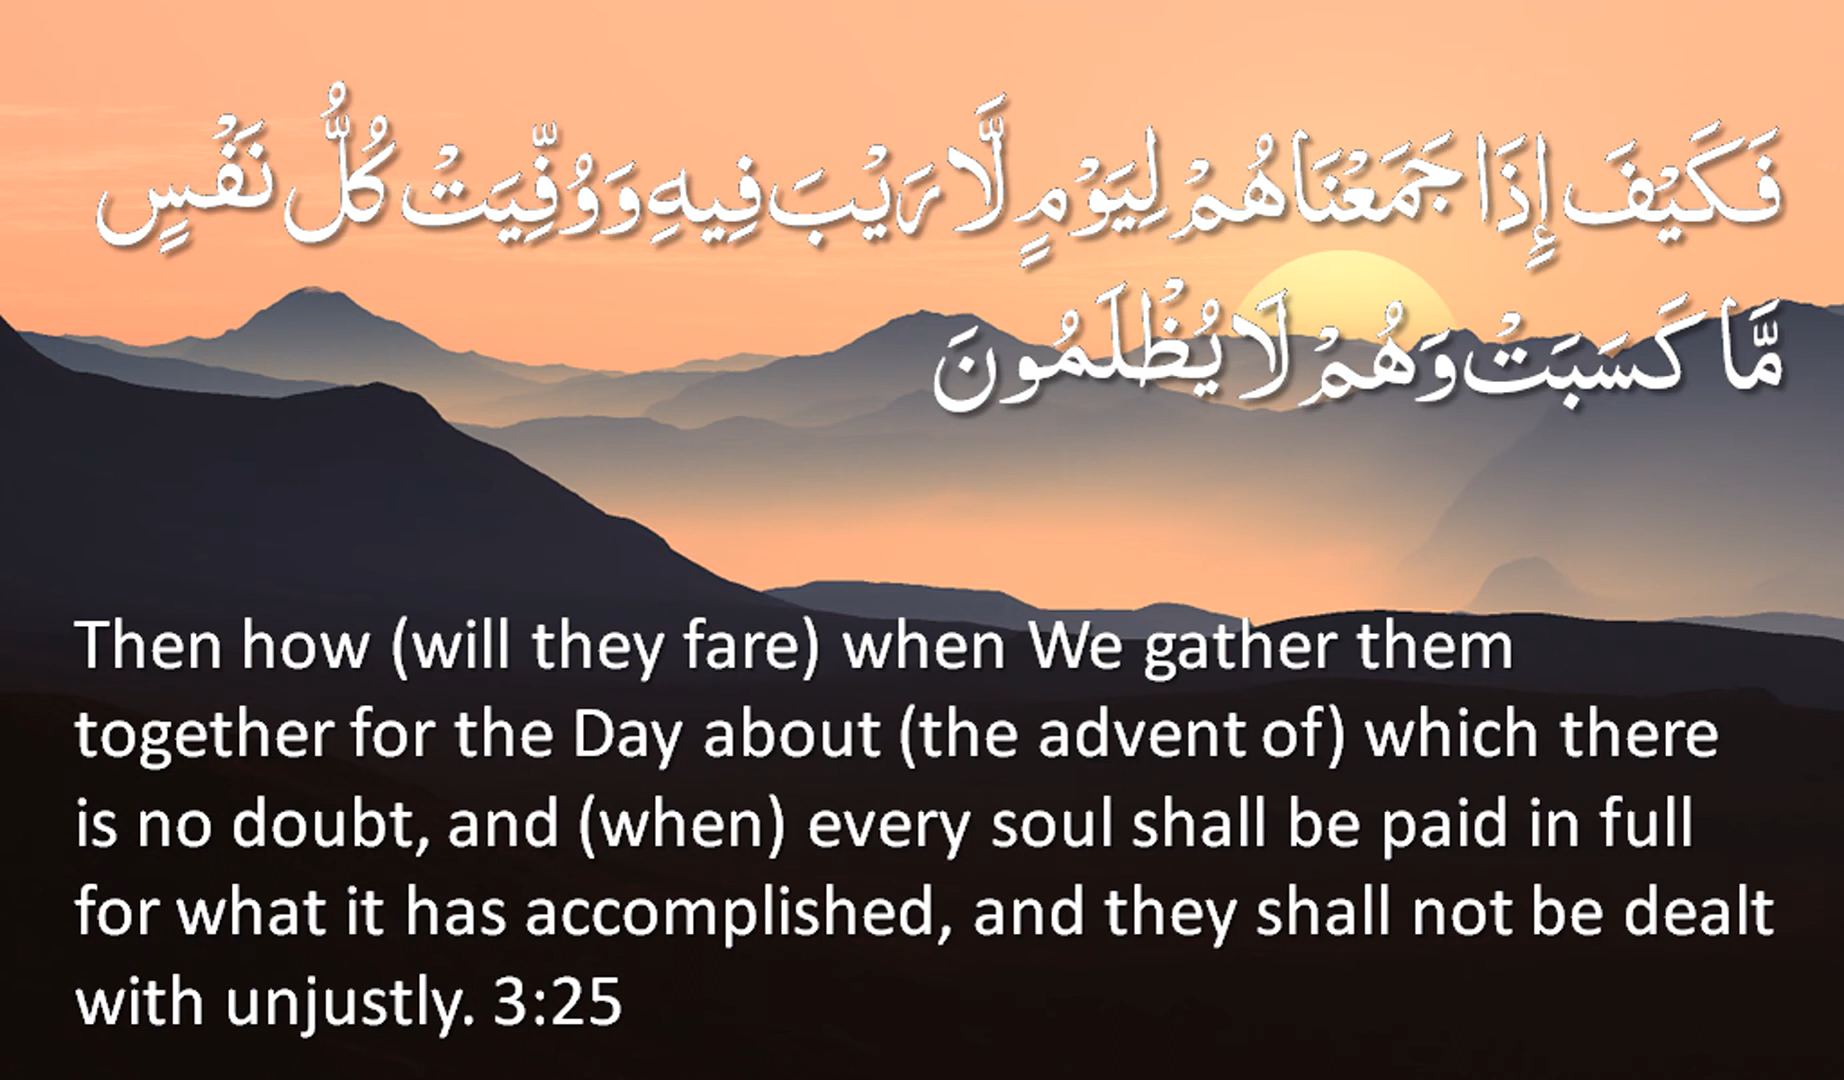 فَكَيْفَ إِذَا جَمَعْنَاهُمْ لِيَوْمٍ لَّا رَيْبَ فِيهِ وَوُفِّيَتْ كُلُّ نَفْسٍ
مَّا كَسَبَتْ وَهُمْ لَا يُظْلَمُونَ
Then how (will they fare) when We gather them
together for the Day about (the advent of) which there
is no doubt, and (when) every soul shall be paid in full
for what it has accomplished, and they shall not be dealt
with unjustly. 3:25